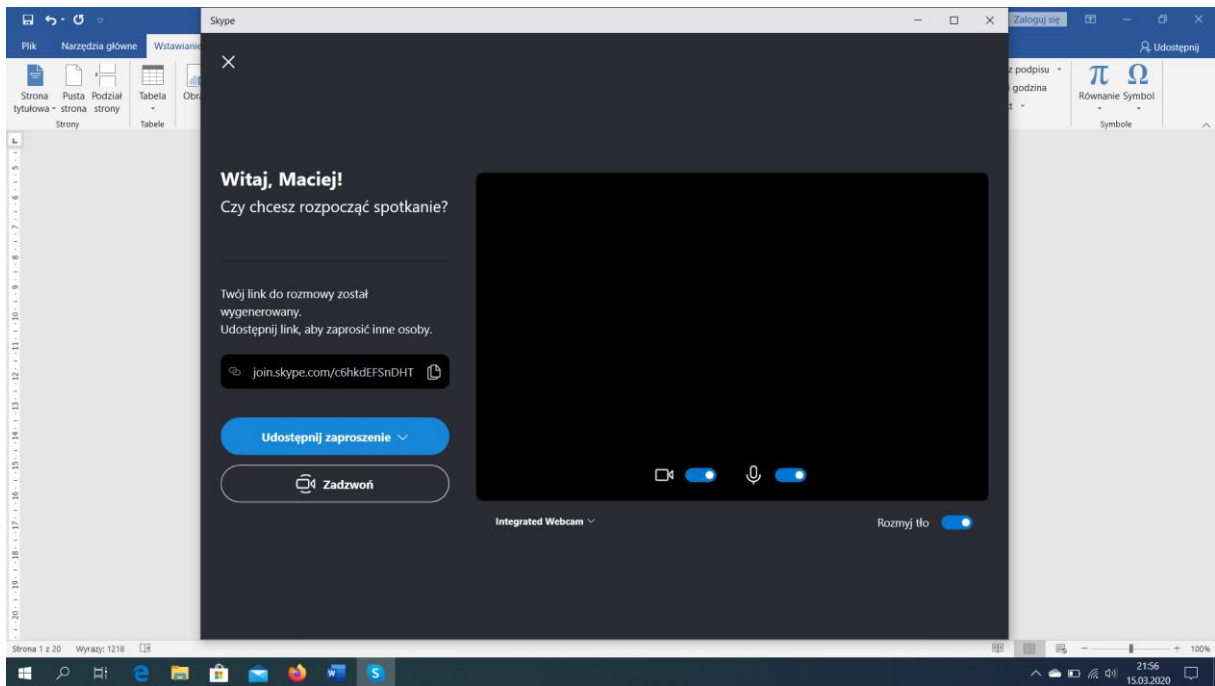 Skype
Zaloguj się
Plik
Narzędzia główne
Wstawianie
Udostępnij
Strona tytułowa
Pusta strona
Podział strony
Tabela
z podpisu
godzina
Równanie
Symbol
Strony
Tabele
Symbole
Witaj, Maciej!
Czy chcesz rozpocząć spotkanie?
Twój link do rozmowy został
wygenerowany.
Udostępnij link, aby zaprosić inne osoby.
join.skype.com/c6hkdEFSnDHT
Udostępnij zaproszenie
Zadzwoń
Integrated Webcam
Rozmyj tło
Strona 1 z 20 Wyrazy: 1218
100%
21:56
15.03.2020